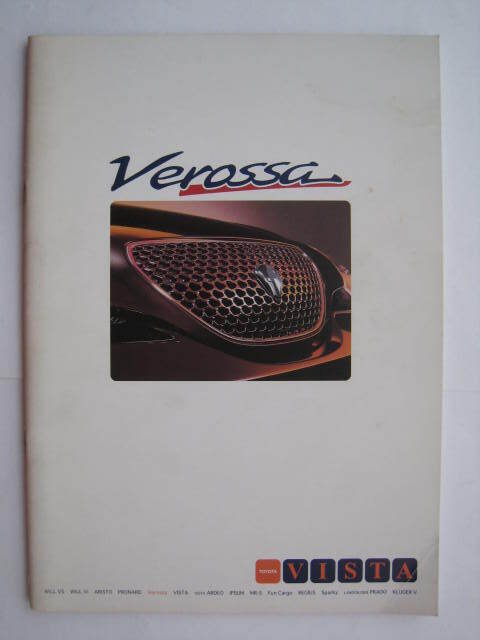 Verossa
TOYOTA VISTA
WiLL VS WiLL Vi ARISTO PRONARD Verossa VISTA VISTA ARDEO IPSUM MR-S Fun Cargo REGIUS Sparky LANDCRUISER PRADO KLUGER V